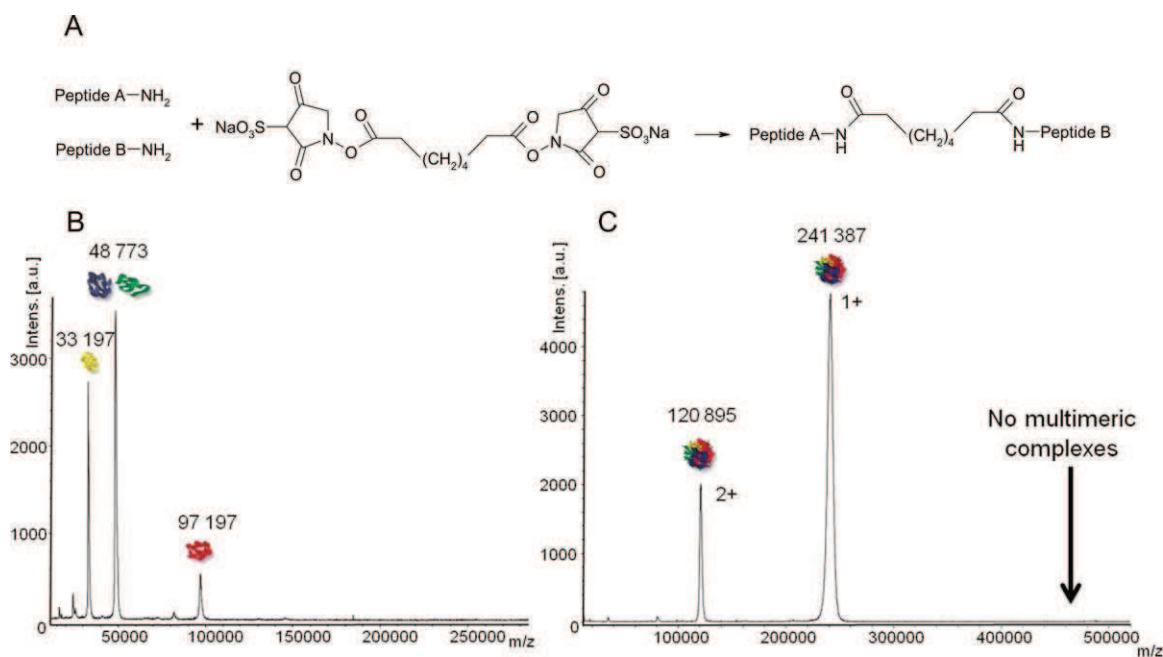 A
Peptide A–NH₂
Peptide B–NH₂
+
NaO₃S
O
O
N
O
O
(CH₂)₄
O
O
N
O
O
SO₃Na
Peptide A–N
H
O
(CH₂)₄
O
N–Peptide B
H
B
48 773
33 197
97 197
Intens. [a.u.]
3000
2000
1000
0
50000
100000
150000
200000
250000
m/z
C
241 387
1+
120 895
2+
No multimeric
complexes
Intens. [a.u.]
4000
3000
2000
1000
0
100000
200000
300000
400000
500000
m/z